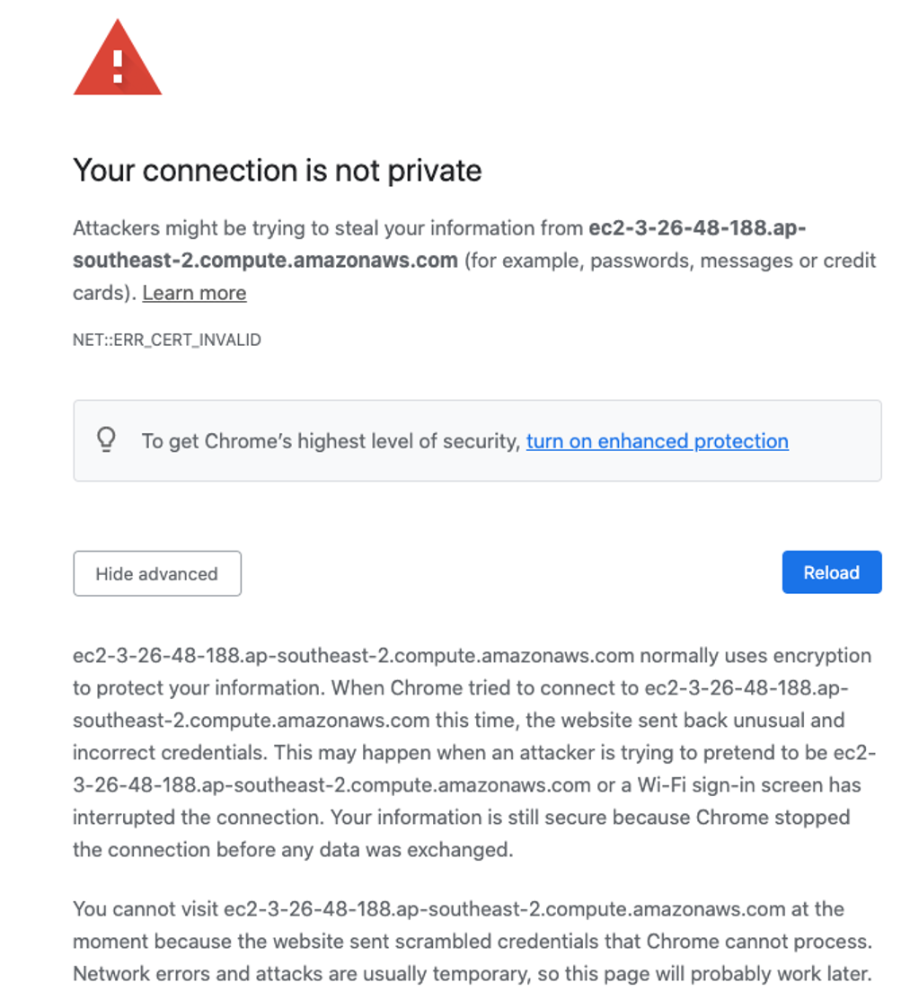 Your connection is not private
Attackers might be trying to steal your information from ec2-3-26-48-188.ap-
southeast-2.compute.amazonaws.com (for example, passwords, messages or credit
cards). Learn more
NET::ERR_CERT_INVALID
To get Chrome’s highest level of security, turn on enhanced protection
Hide advanced
Reload
ec2-3-26-48-188.ap-southeast-2.compute.amazonaws.com normally uses encryption
to protect your information. When Chrome tried to connect to ec2-3-26-48-188.ap-
southeast-2.compute.amazonaws.com this time, the website sent back unusual and
incorrect credentials. This may happen when an attacker is trying to pretend to be ec2-
3-26-48-188.ap-southeast-2.compute.amazonaws.com or a Wi-Fi sign-in screen has
interrupted the connection. Your information is still secure because Chrome stopped
the connection before any data was exchanged.
You cannot visit ec2-3-26-48-188.ap-southeast-2.compute.amazonaws.com at the
moment because the website sent scrambled credentials that Chrome cannot process.
Network errors and attacks are usually temporary, so this page will probably work later.